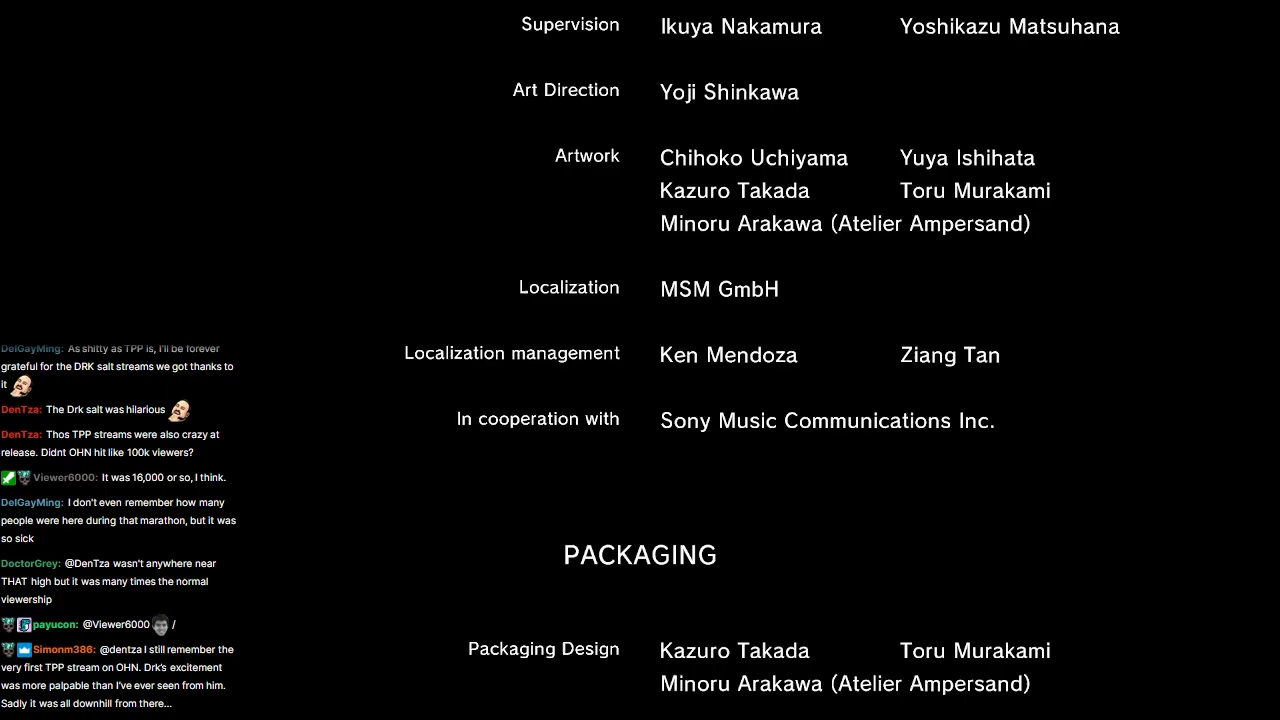 Supervision Ikuya Nakamura Yoshikazu Matsuhana
Art Direction Yoji Shinkawa
Artwork Chihoko Uchiyama Yuya Ishihata
Kazuro Takada Toru Murakami
Minoru Arakawa (Atelier Ampersand)
Localization MSM GmbH
Localization management Ken Mendoza Ziang Tan
In cooperation with Sony Music Communications Inc.
PACKAGING
Packaging Design Kazuro Takada Toru Murakami
Minoru Arakawa (Atelier Ampersand)
DelGayMing: As shitty as TPP is, I'll be forever
grateful for the DRK salt streams we got thanks to
it
DenTza: The Drk salt was hilarious
DenTza: Thos TPP streams were also crazy at
release. Didnt OHN hit like 100k viewers?
Viewer6000: It was 16,000 or so, I think.
DelGayMing: I don't even remember how many
people were here during that marathon, but it was
so sick
DoctorGrey: @DenTza wasn't anywhere near
THAT high but it was many times the normal
viewership
payucon: @Viewer6000 /
Simonm386: @dentza I still remember the
very first TPP stream on OHN. Drk's excitement
was more palpable than I've ever seen from him.
Sadly it was all downhill from there...